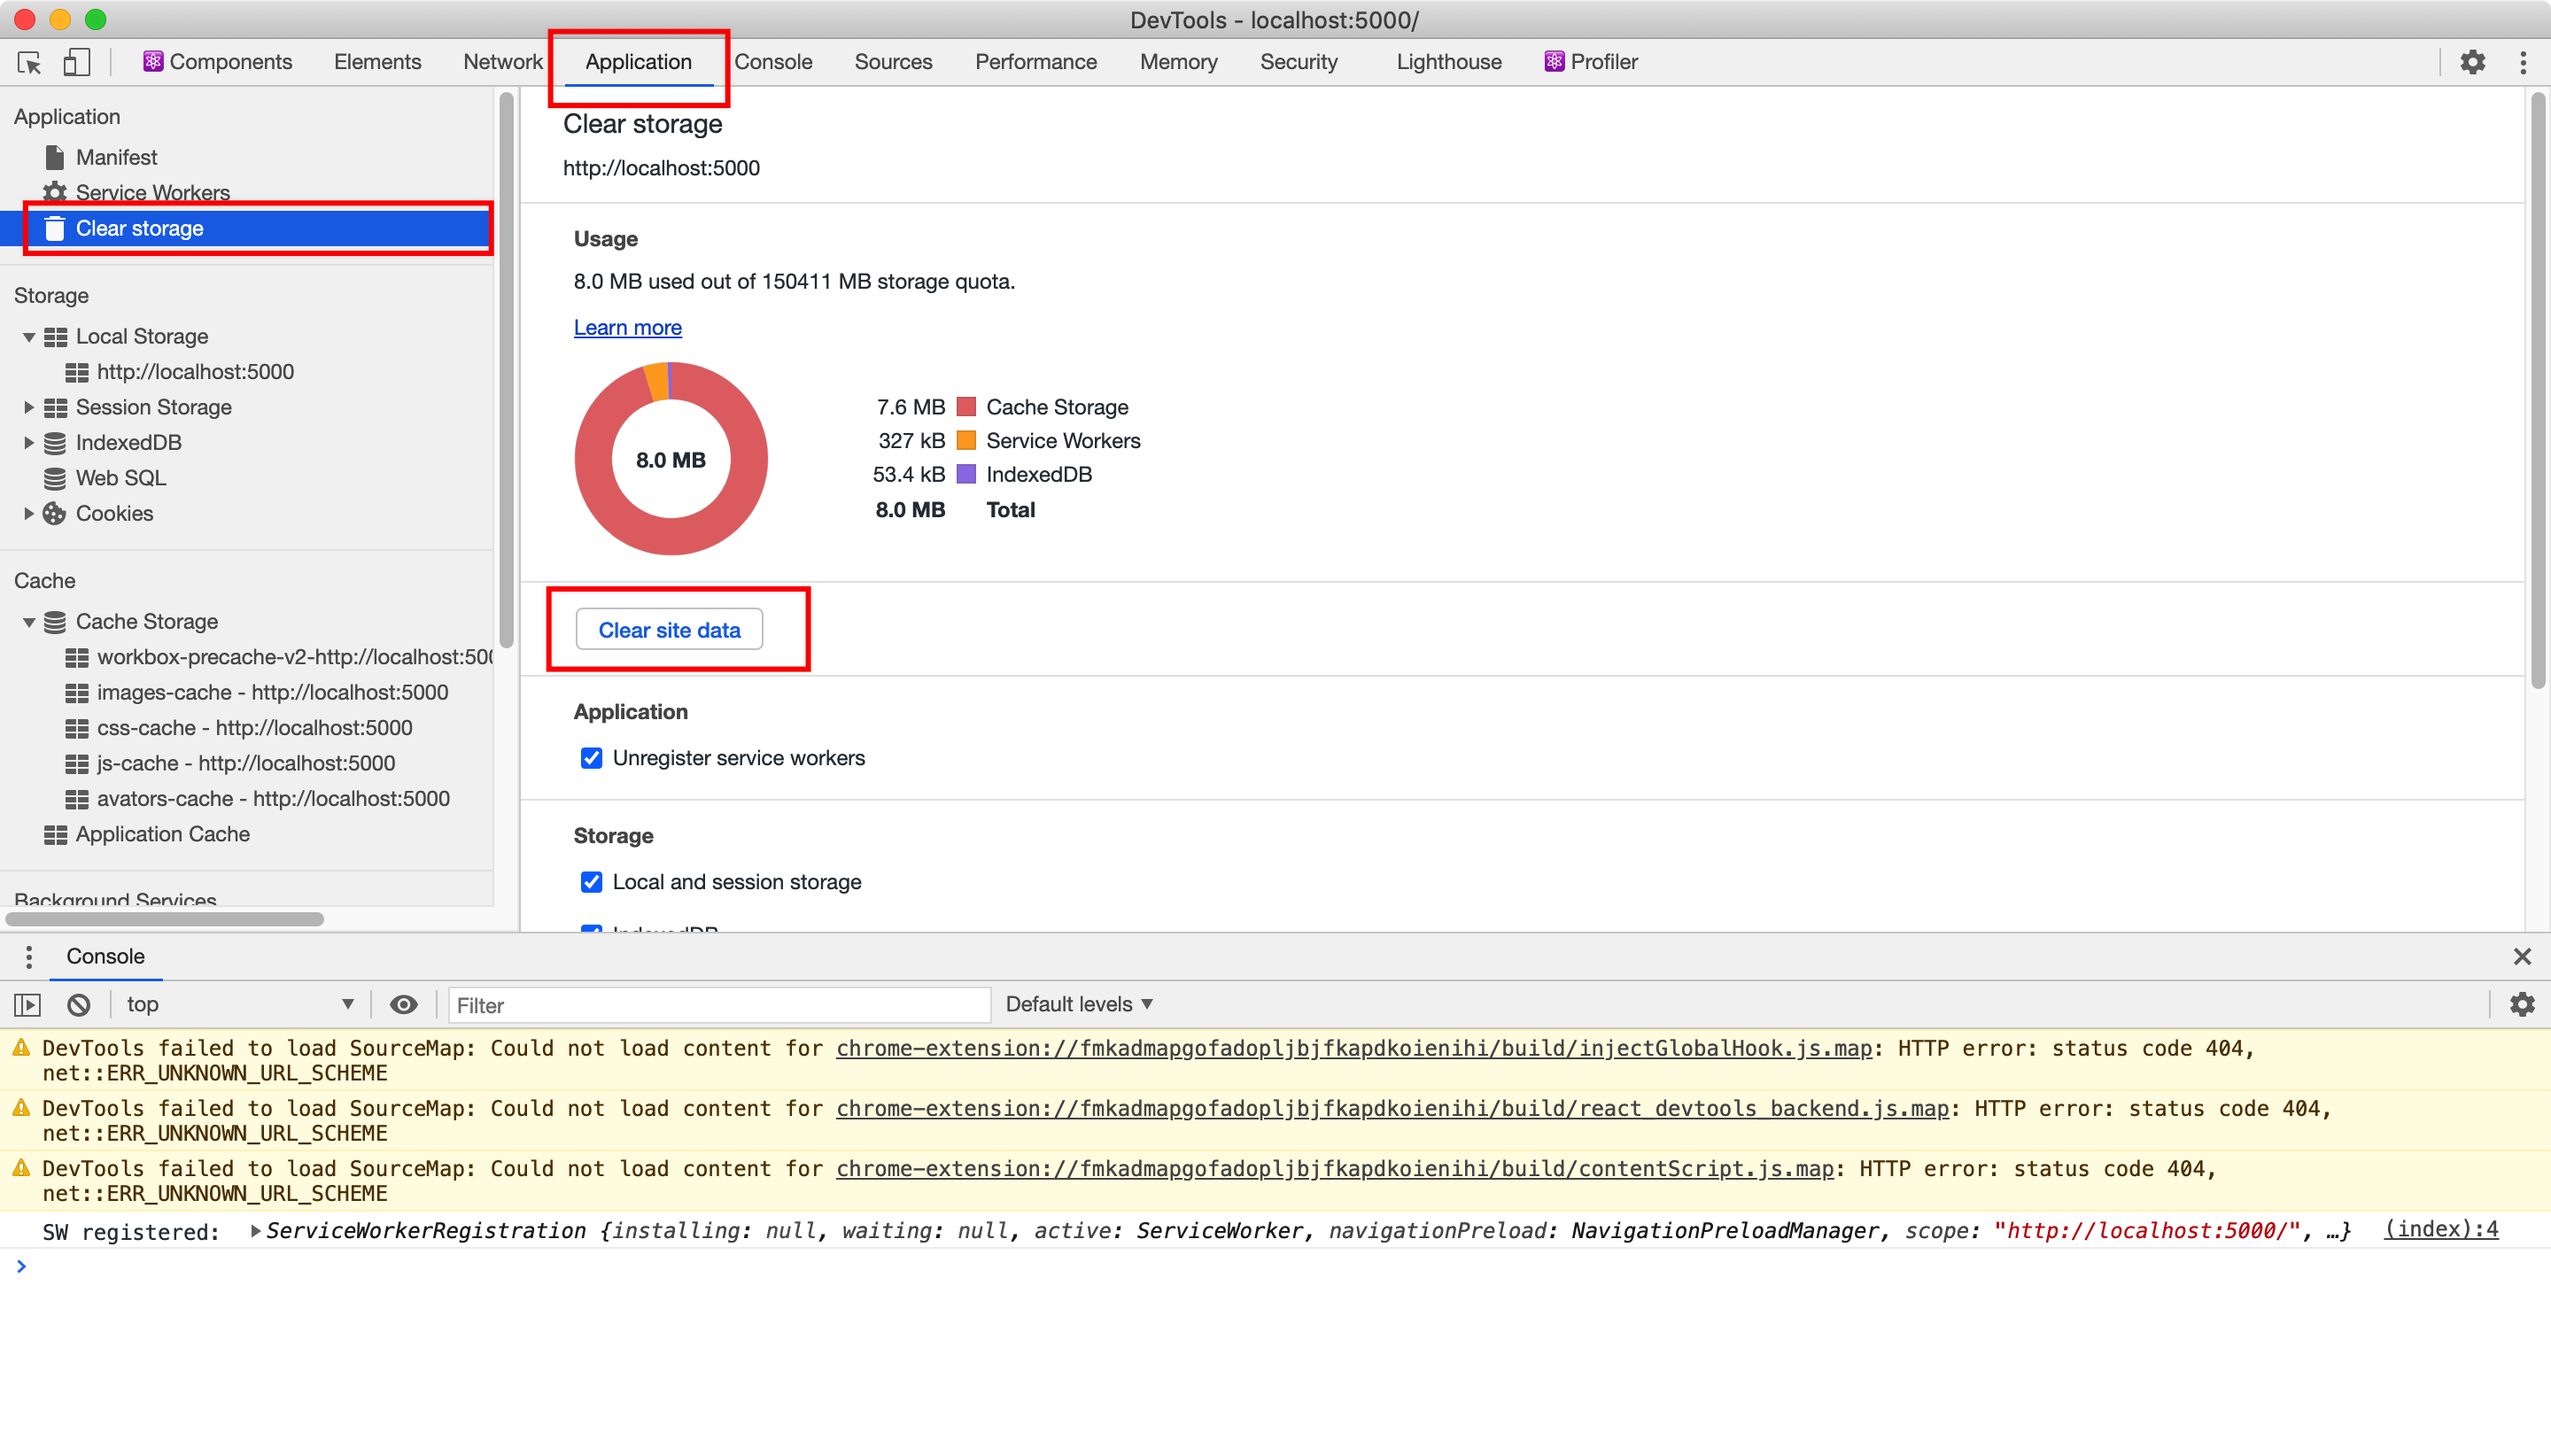 DevTools - localhost:5000/
Components Elements Network Application Console Sources Performance Memory Security Lighthouse Profiler
Application
Manifest
Service Workers
Clear storage
Storage
Local Storage
http://localhost:5000
Session Storage
IndexedDB
Web SQL
Cookies
Cache
Cache Storage
workbox-precache-v2-http://localhost:500
images-cache - http://localhost:5000
css-cache - http://localhost:5000
js-cache - http://localhost:5000
avators-cache - http://localhost:5000
Application Cache
Background Services
Clear storage
http://localhost:5000
Usage
8.0 MB used out of 150411 MB storage quota.
Learn more
8.0 MB
7.6 MB Cache Storage
327 kB Service Workers
53.4 kB IndexedDB
8.0 MB Total
Clear site data
Application
Unregister service workers
Storage
Local and session storage
IndexedDB
Console
top Filter Default levels
DevTools failed to load SourceMap: Could not load content for chrome-extension://fmkadmapgofadopljbjfkapdkoienihi/build/injectGlobalHook.js.map: HTTP error: status code 404,
net::ERR_UNKNOWN_URL_SCHEME
DevTools failed to load SourceMap: Could not load content for chrome-extension://fmkadmapgofadopljbjfkapdkoienihi/build/react_devtools_backend.js.map: HTTP error: status code 404,
net::ERR_UNKNOWN_URL_SCHEME
DevTools failed to load SourceMap: Could not load content for chrome-extension://fmkadmapgofadopljbjfkapdkoienihi/build/contentScript.js.map: HTTP error: status code 404,
net::ERR_UNKNOWN_URL_SCHEME
SW registered: ServiceWorkerRegistration {installing: null, waiting: null, active: ServiceWorker, navigationPreload: NavigationPreloadManager, scope: "http://localhost:5000/", …} (index):4